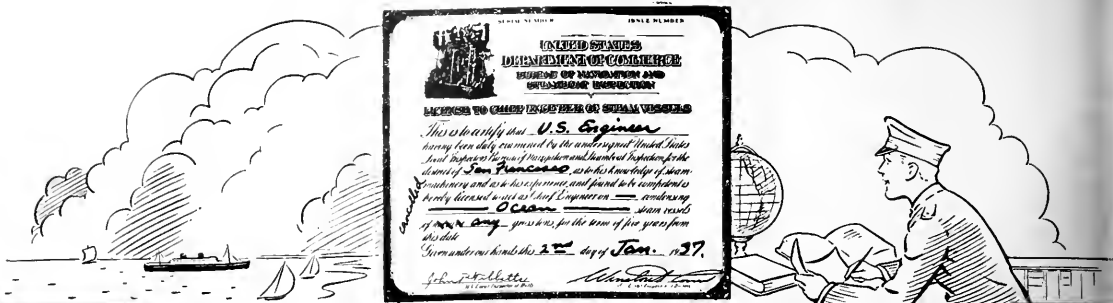 SERIAL NUMBER ISSUE NUMBER
UNITED STATES
DEPARTMENT OF COMMERCE
BUREAU OF NAVIGATION AND
STEAMBOAT INSPECTION
LICENSE TO CHIEF ENGINEER OF STEAM VESSELS
This is to certify that U.S. Engineer
having been duly examined by the undersigned United States
Local Inspectors Bureau of Navigation and Steamboat Inspection for the
district of San Francisco, as to his knowledge of steam
machinery and as to his experience, and found to be competent is
hereby licensed to act as Chief Engineer on condensing
Ocean steam vessels
of any gross tons, for the term of five years from
this date
Given under our hands this 2nd day of Jan. 1937.
cancelled
John